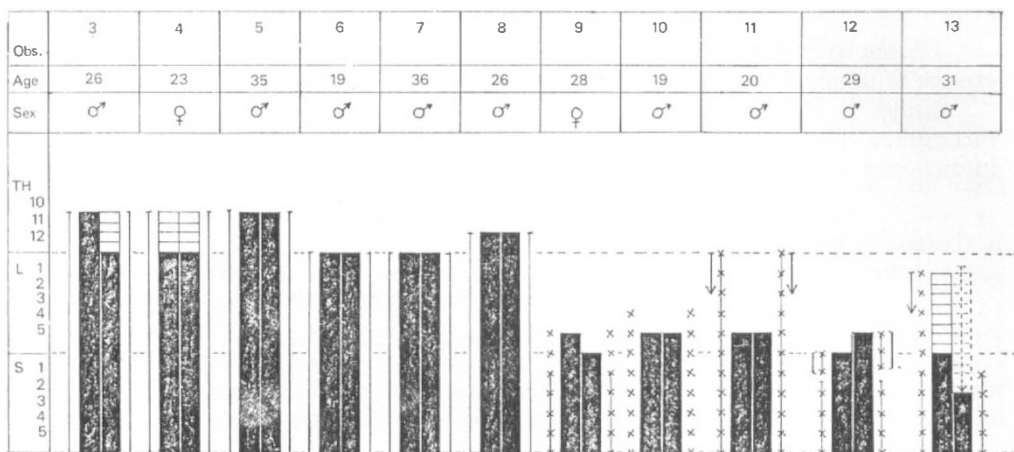 Obs. 3 4 5 6 7 8 9 10 11 12 13
Age 26 23 35 19 36 26 28 19 20 29 31
Sex ♂ ♀ ♂ ♂ ♂ ♂ ♀ ♂ ♂ ♂ ♂
TH
10
11
12
L 1
2
3
4
5
S 1
2
3
4
5